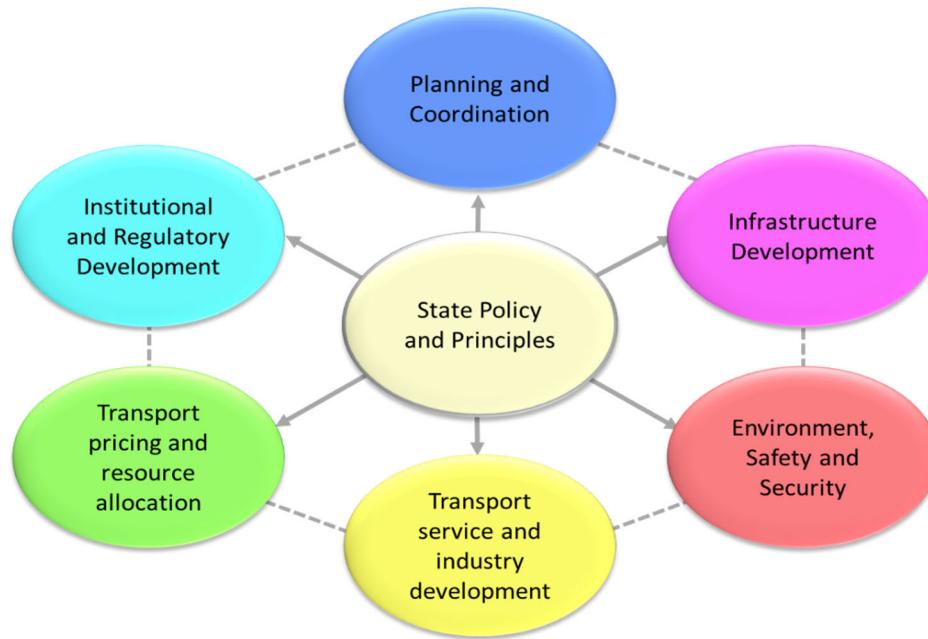 Planning and
Coordination
Institutional
and Regulatory
Development
Infrastructure
Development
State Policy
and Principles
Transport
pricing and
resource
allocation
Environment,
Safety and
Security
Transport
service and
industry
development